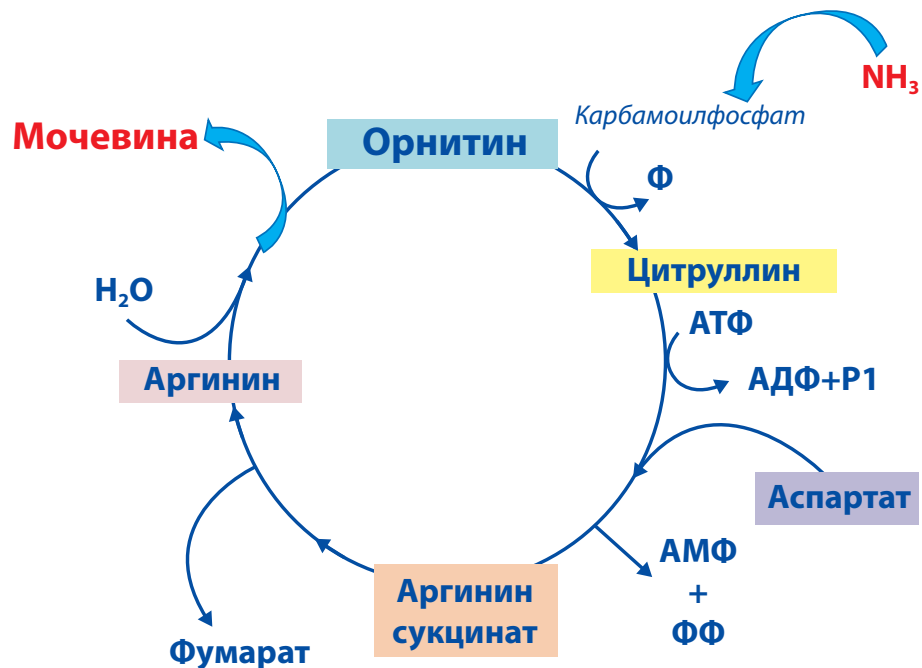 NH₃
Карбамоилфосфат
Мочевина
Орнитин
Ф
Цитруллин
H₂O
АТФ
Аргинин
АДФ+Р1
Аспартат
АМФ
+
ФФ
Аргинин
сукцинат
Фумарат